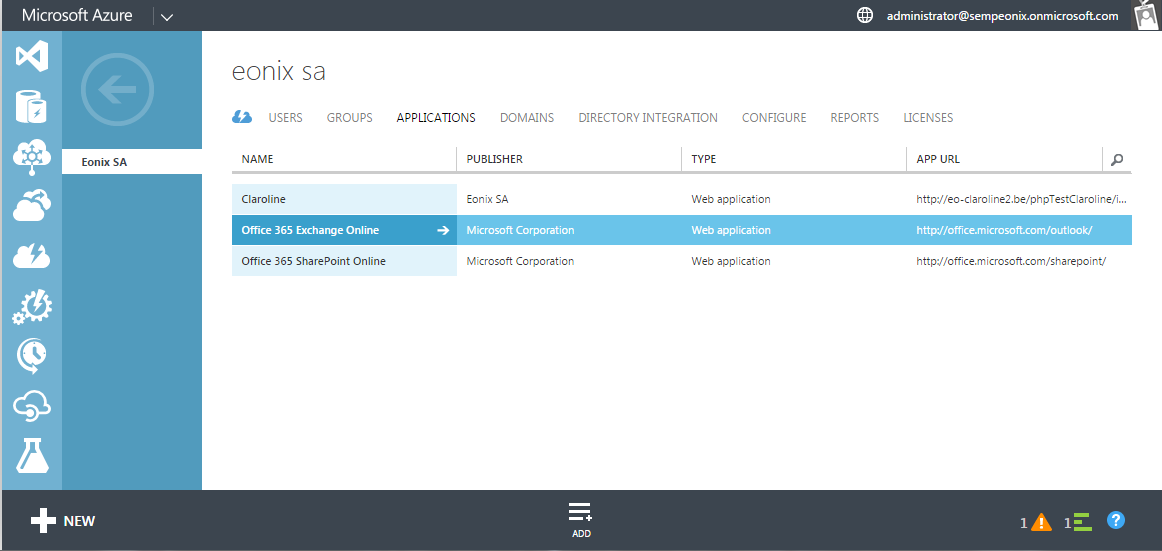 Microsoft Azure administrator@sempeonix.onmicrosoft.com
eonix sa
USERS GROUPS APPLICATIONS DOMAINS DIRECTORY INTEGRATION CONFIGURE REPORTS LICENSES
Eonix SA
NAME PUBLISHER TYPE APP URL
Claroline Eonix SA Web application http://eo-claroline2.be/phpTestClaroline/i...
Office 365 Exchange Online Microsoft Corporation Web application http://office.microsoft.com/outlook/
Office 365 SharePoint Online Microsoft Corporation Web application http://office.microsoft.com/sharepoint/
NEW ADD 1 1 ?